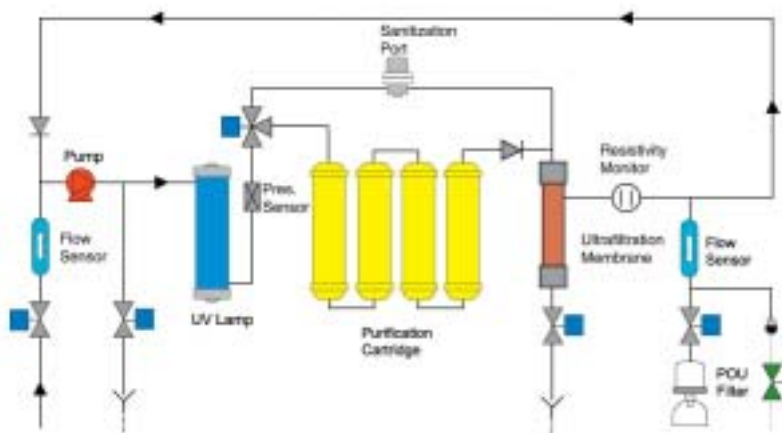 Sanitization
Port
Pump
Pres.
Sensor
Flow
Sensor
UV Lamp
Purification
Cartridge
Resistivity
Monitor
Ultrafiltration
Membrane
Flow
Sensor
POU
Filter